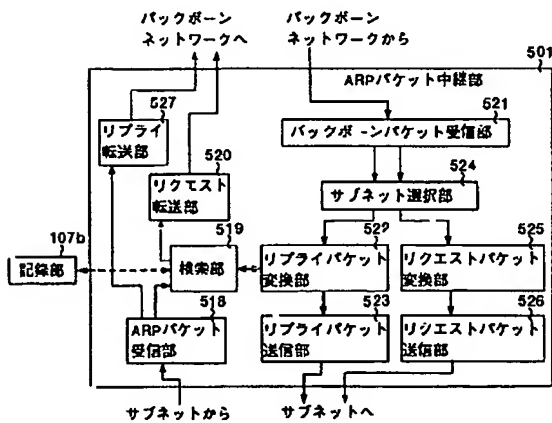 バックボーン
ネットワークへ
バックボーン
ネットワークから
501
ARPパケット中継部
527
リプライ
転送部
521
バックボーンパケット受信部
520
リクエスト
転送部
524
サブネット選択部
519
検索部
522
リプライパケット
変換部
525
リクエストパケット
変換部
107b
記録部
518
ARPパケット
受信部
523
リプライパケット
送信部
526
リクエストパケット
送信部
サブネットから
サブネットへ